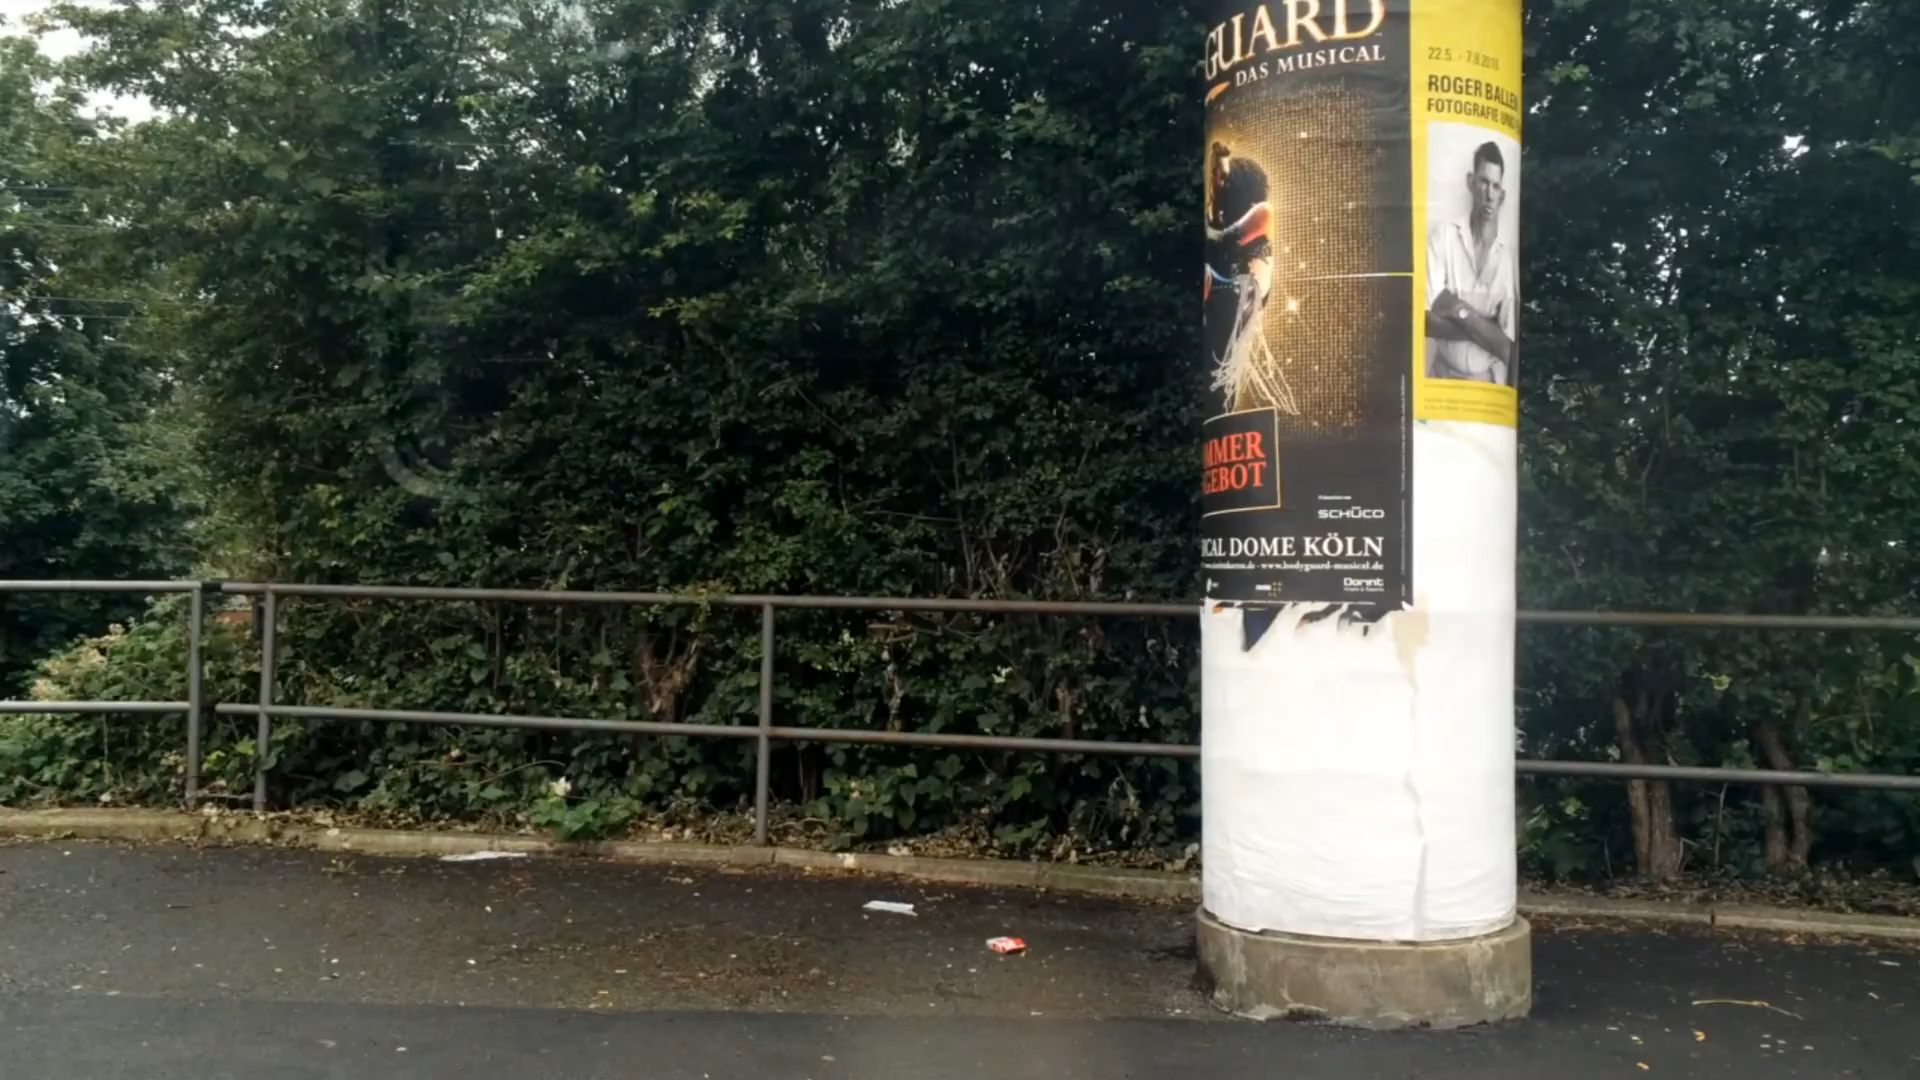 GUARD
DAS MUSICAL
MMER
GEBOT
SCHÜCO
ICAL DOME KÖLN
www.bodyguard-musical.de
Dorint
22.5. - 7.8.2016
ROGER BALLEN
FOTOGRAFIE UND